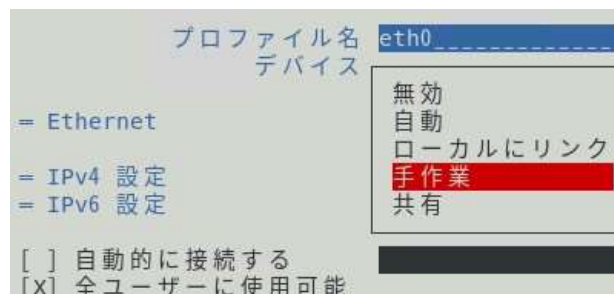 プロファイル名 eth0______________
デバイス
無効
= Ethernet 自動
ローカルにリンク
= IPv4 設定 手作業
= IPv6 設定 共有
[ ] 自動的に接続する
[X] 全ユーザーに使用可能